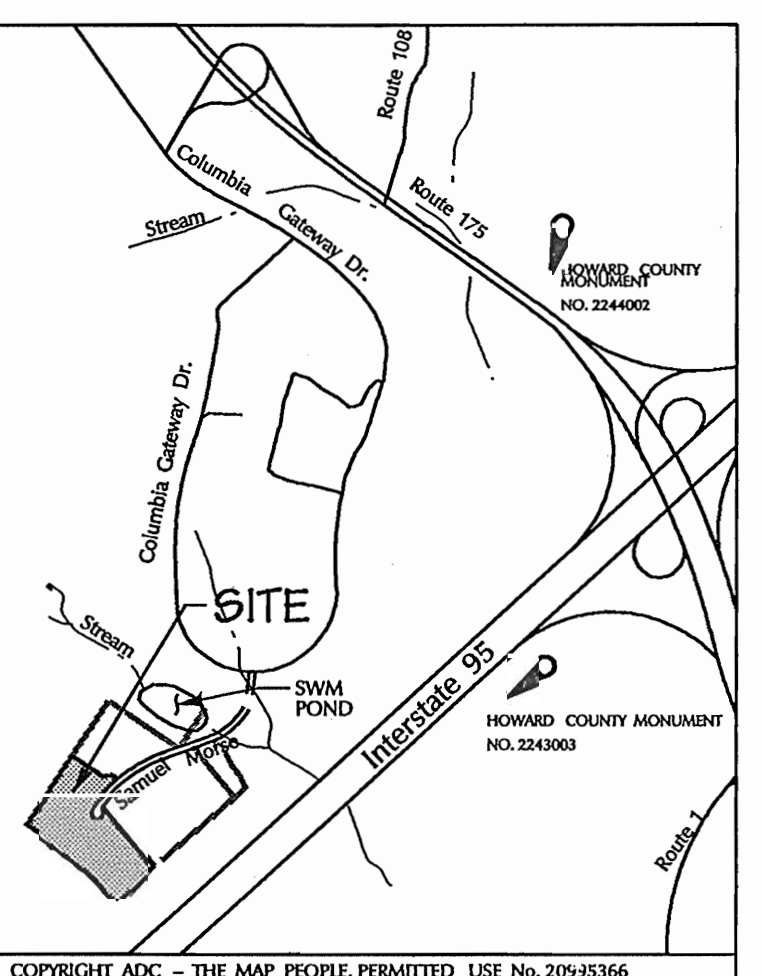 Route 108
Columbia
Gateway Dr.
Route 175
Stream
HOWARD COUNTY
MONUMENT
NO. 2244002
Columbia Gateway Dr.
SITE
Stream
SWM
POND
Interstate 95
HOWARD COUNTY MONUMENT
NO. 2243003
Samuel Morse
Route 1
COPYRIGHT ADC – THE MAP PEOPLE, PERMITTED USE No. 20995366